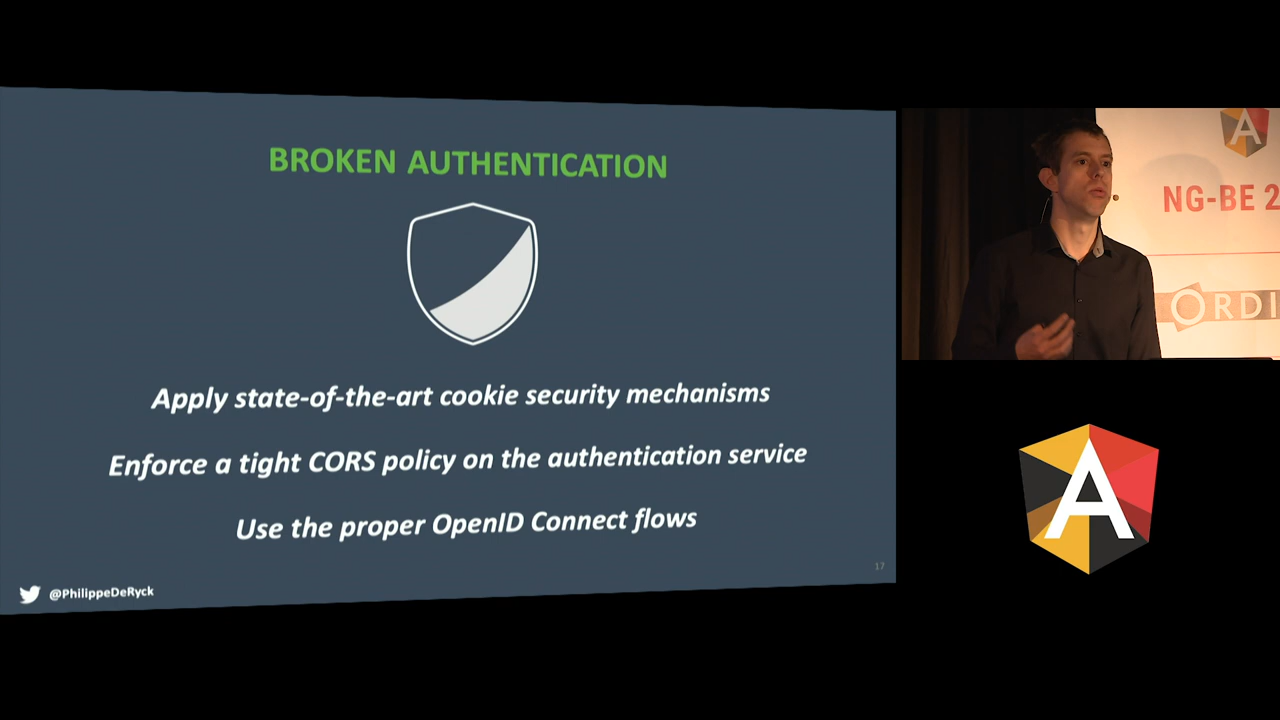 BROKEN AUTHENTICATION
Apply state-of-the-art cookie security mechanisms
Enforce a tight CORS policy on the authentication service
Use the proper OpenID Connect flows
17
@PhilippeDeRyck
A
NG-BE 2
ORDI
A